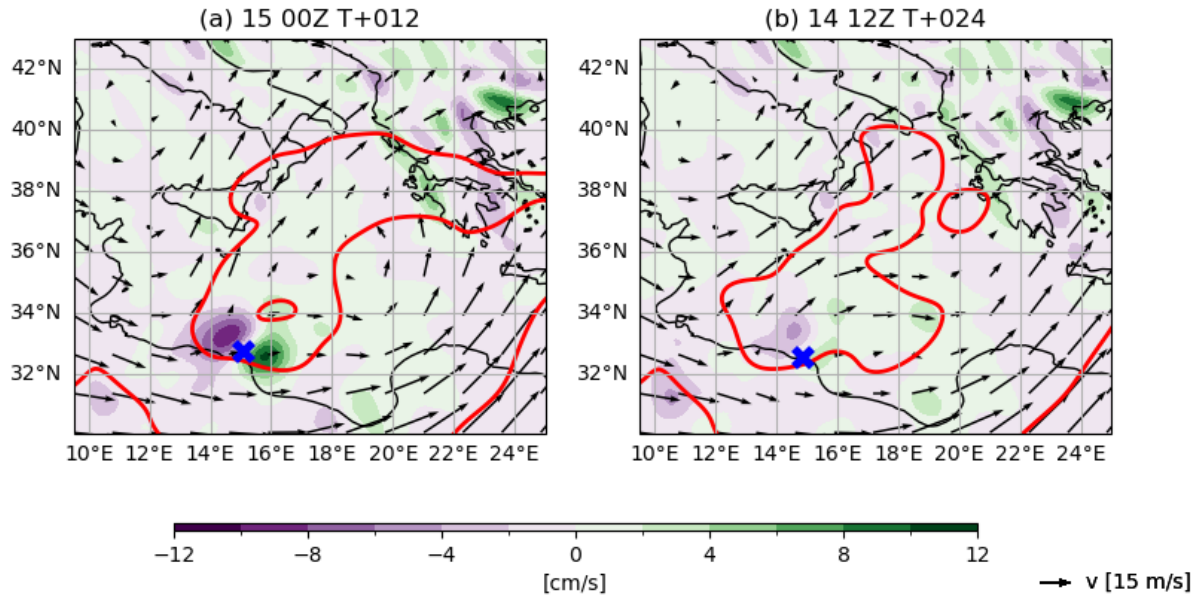 (a) 15 00Z T+012
(b) 14 12Z T+024
42°N
40°N
38°N
36°N
34°N
32°N
42°N
40°N
38°N
36°N
34°N
32°N
10°E 12°E 14°E 16°E 18°E 20°E 22°E 24°E
10°E 12°E 14°E 16°E 18°E 20°E 22°E 24°E
−12 −8 −4 0 4 8 12
[cm/s]
v [15 m/s]